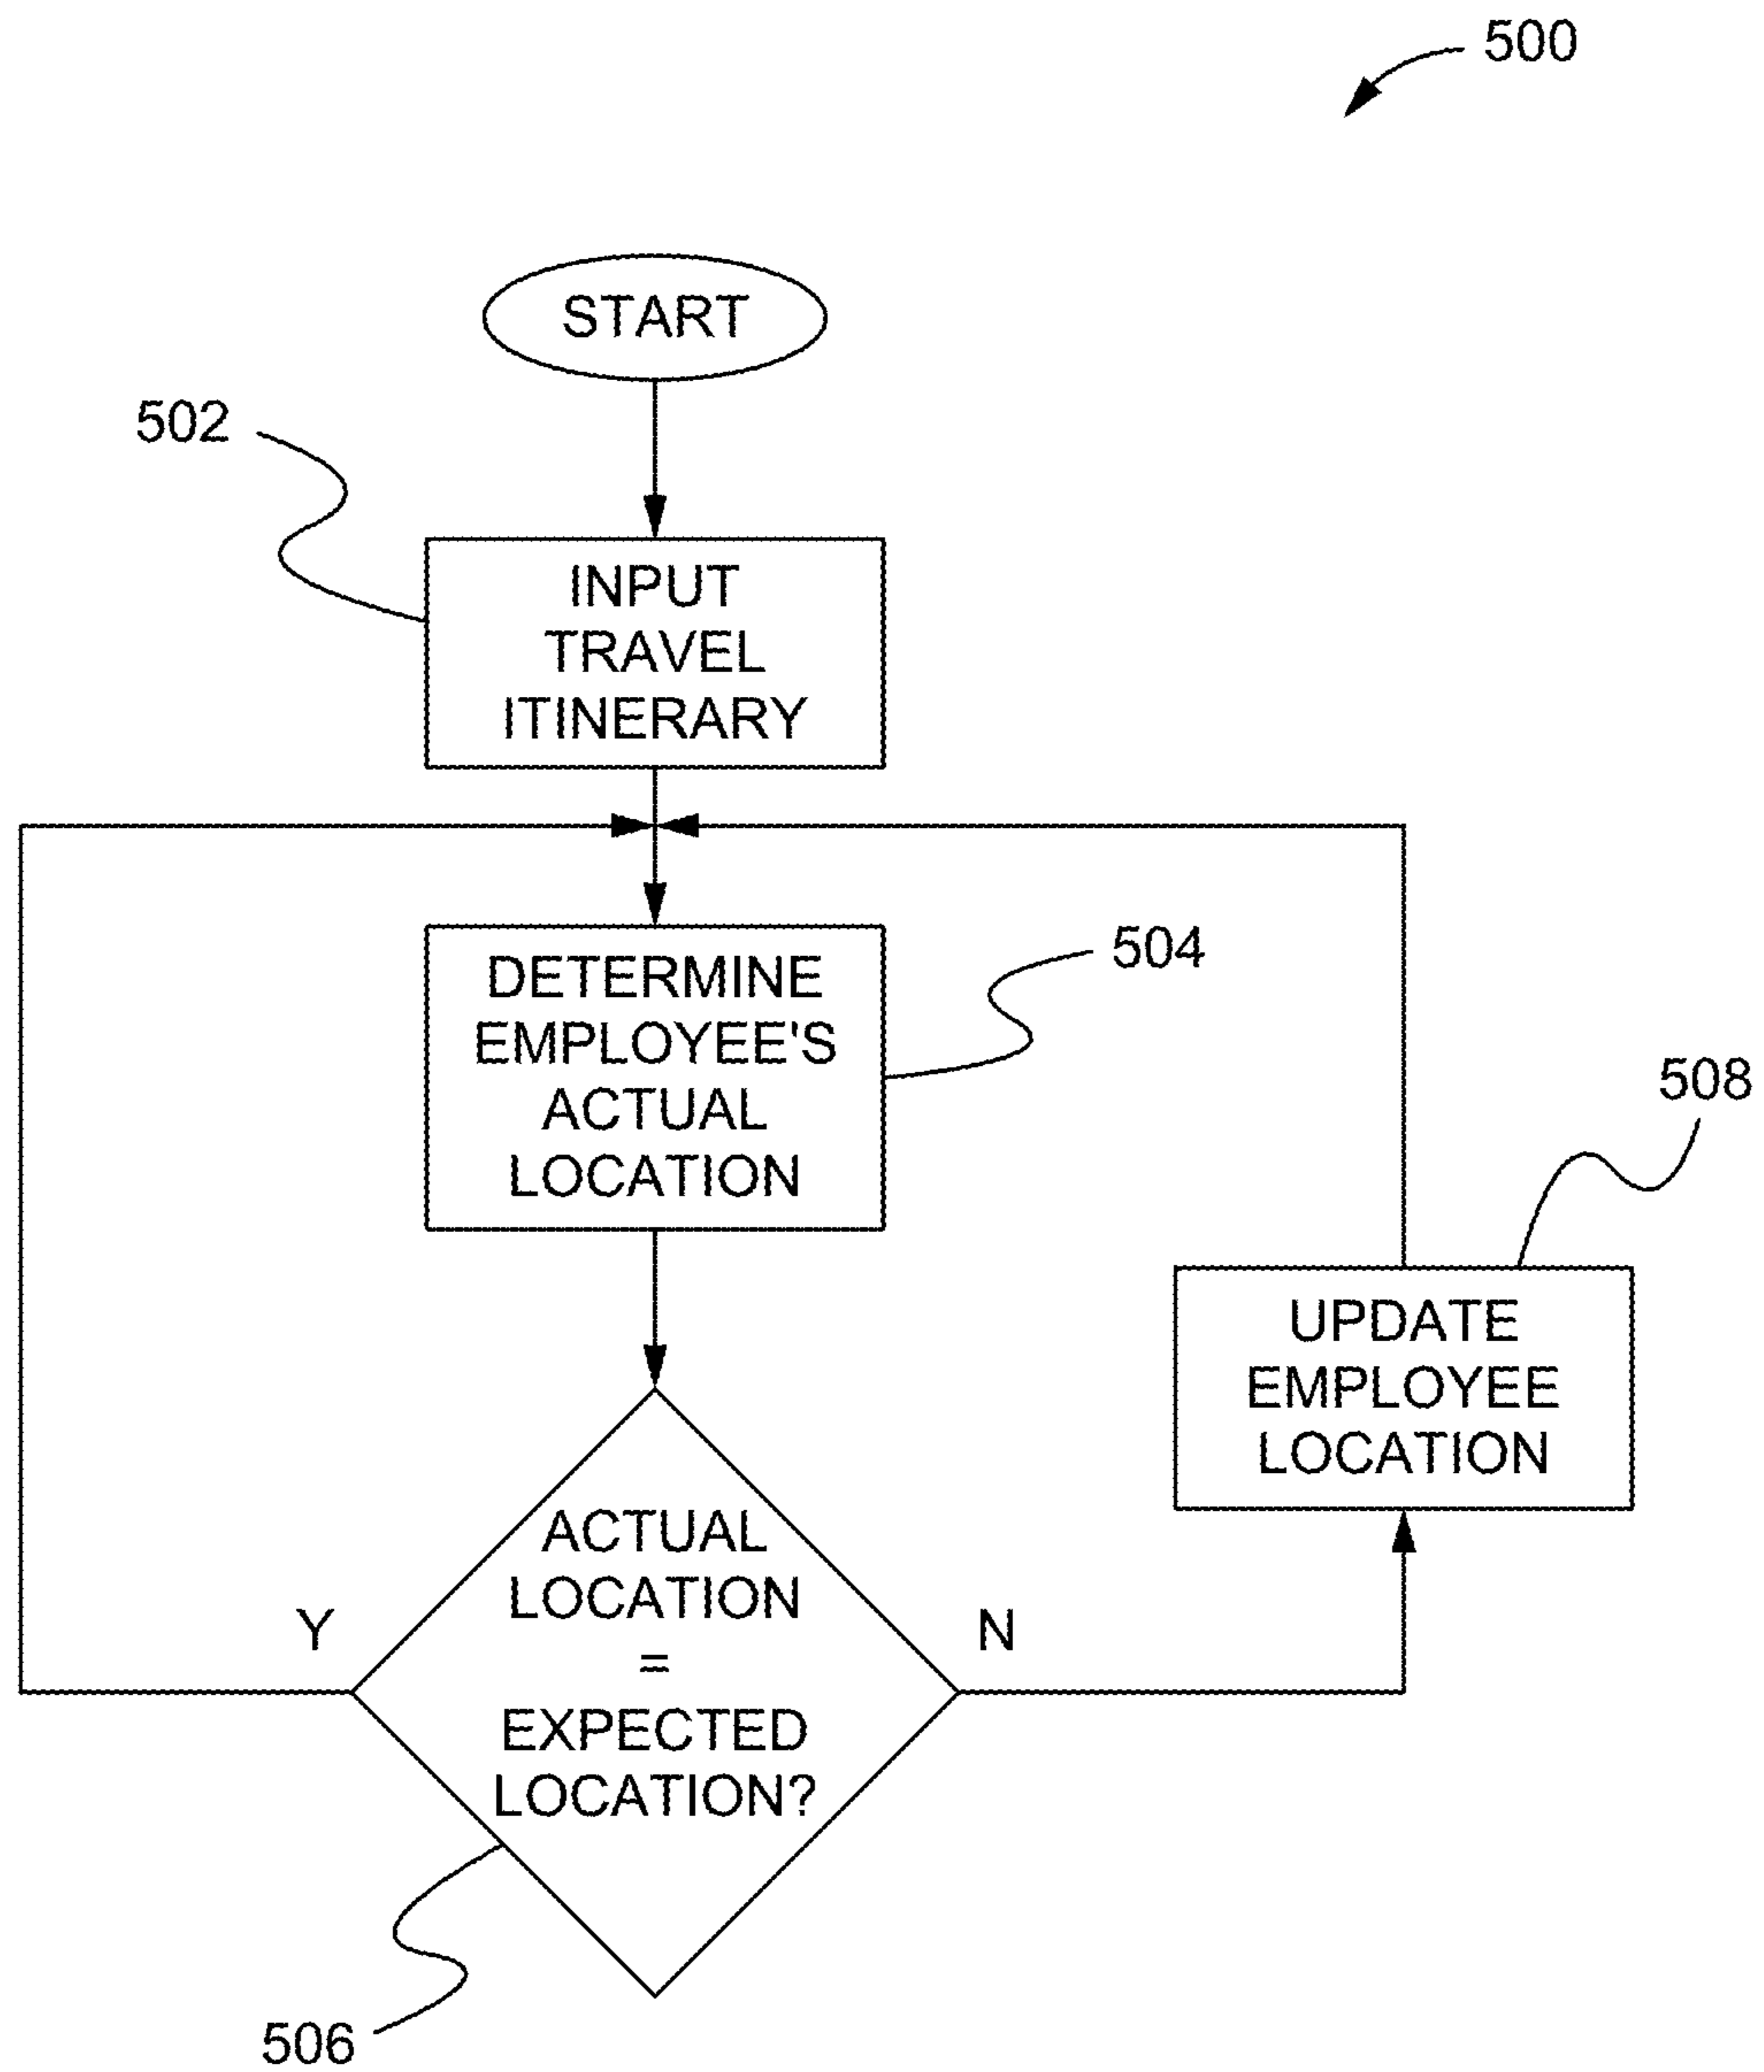 500
START
502
INPUT
TRAVEL
ITINERARY
DETERMINE
EMPLOYEE'S
ACTUAL
LOCATION
504
508
UPDATE
EMPLOYEE
LOCATION
ACTUAL
LOCATION
=
EXPECTED
LOCATION?
Y
N
506